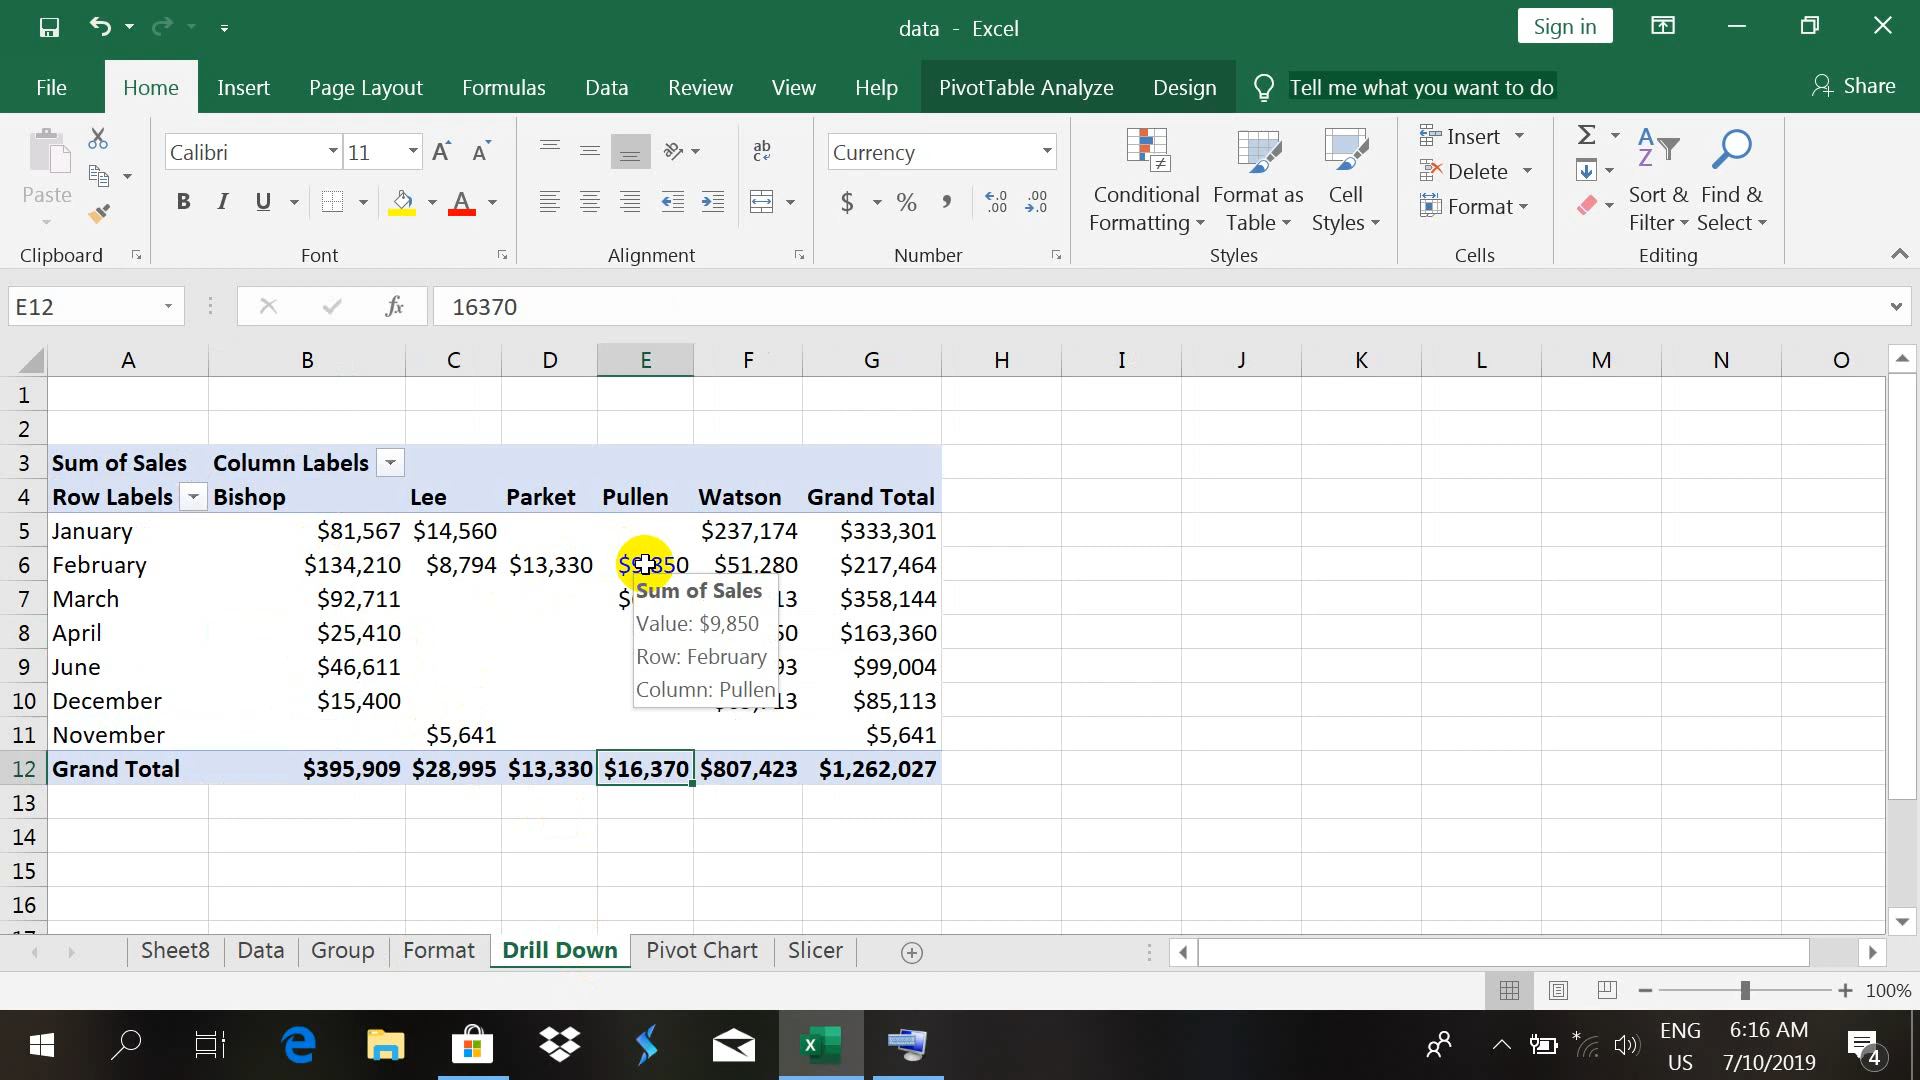 data - Excel
Sign in
File Home Insert Page Layout Formulas Data Review View Help PivotTable Analyze Design Tell me what you want to do Share
Paste
Clipboard
Calibri 11
B I U
Font
ab
Alignment
Currency
$ % , .00 .00
Number
Conditional Formatting
Format as Table
Cell Styles
Styles
Insert
Delete
Format
Cells
Sort & Filter
Find & Select
Editing
E12 fx 16370
A B C D E F G H I J K L M N O
1
2
3 Sum of Sales Column Labels
4 Row Labels Bishop Lee Parket Pullen Watson Grand Total
5 January $81,567 $14,560 $237,174 $333,301
6 February $134,210 $8,794 $13,330 $9,850 $51,280 $217,464
7 March $92,711 $358,144
8 April $25,410 $163,360
9 June $46,611 $99,004
10 December $15,400 $85,113
11 November $5,641 $5,641
12 Grand Total $395,909 $28,995 $13,330 $16,370 $807,423 $1,262,027
13
14
15
16
Sum of Sales
Value: $9,850
Row: February
Column: Pullen
Sheet8 Data Group Format Drill Down Pivot Chart Slicer
100%
ENG
US
6:16 AM
7/10/2019
4